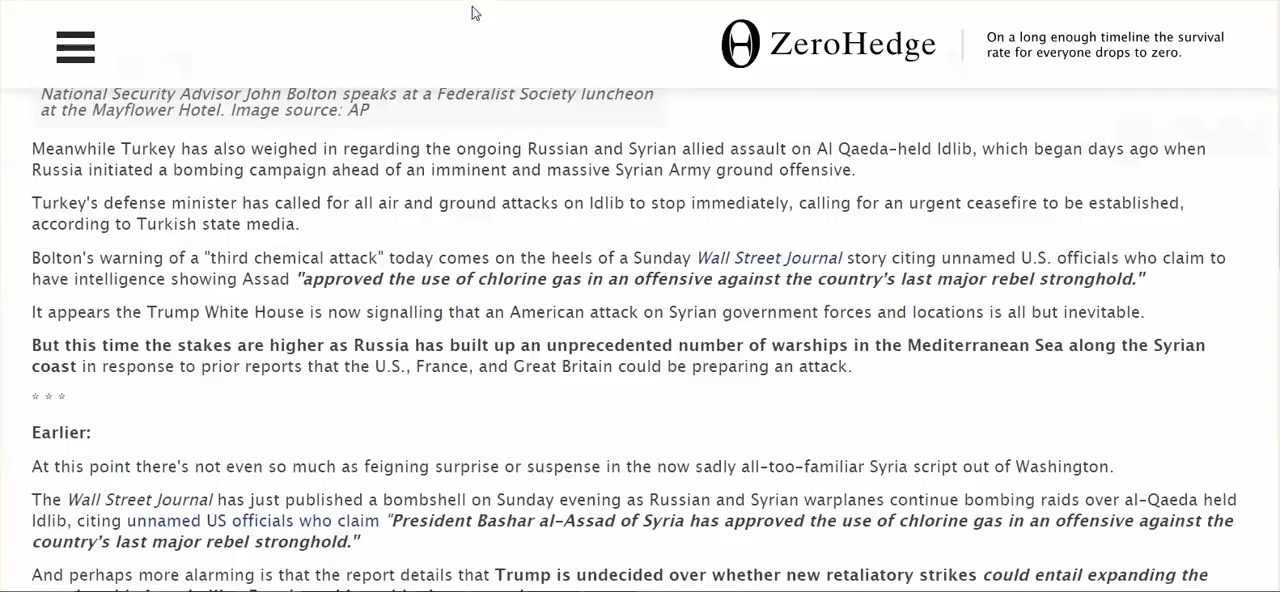 ZeroHedge
On a long enough timeline the survival
rate for everyone drops to zero.
National Security Advisor John Bolton speaks at a Federalist Society luncheon
at the Mayflower Hotel. Image source: AP
Meanwhile Turkey has also weighed in regarding the ongoing Russian and Syrian allied assault on Al Qaeda-held Idlib, which began days ago when
Russia initiated a bombing campaign ahead of an imminent and massive Syrian Army ground offensive.
Turkey's defense minister has called for all air and ground attacks on Idlib to stop immediately, calling for an urgent ceasefire to be established,
according to Turkish state media.
Bolton's warning of a "third chemical attack" today comes on the heels of a Sunday Wall Street Journal story citing unnamed U.S. officials who claim to
have intelligence showing Assad "approved the use of chlorine gas in an offensive against the country's last major rebel stronghold."
It appears the Trump White House is now signalling that an American attack on Syrian government forces and locations is all but inevitable.
But this time the stakes are higher as Russia has built up an unprecedented number of warships in the Mediterranean Sea along the Syrian
coast in response to prior reports that the U.S., France, and Great Britain could be preparing an attack.
* * *
Earlier:
At this point there's not even so much as feigning surprise or suspense in the now sadly all-too-familiar Syria script out of Washington.
The Wall Street Journal has just published a bombshell on Sunday evening as Russian and Syrian warplanes continue bombing raids over al-Qaeda held
Idlib, citing unnamed US officials who claim "President Bashar al-Assad of Syria has approved the use of chlorine gas in an offensive against the
country's last major rebel stronghold."
And perhaps more alarming is that the report details that Trump is undecided over whether new retaliatory strikes could entail expanding the